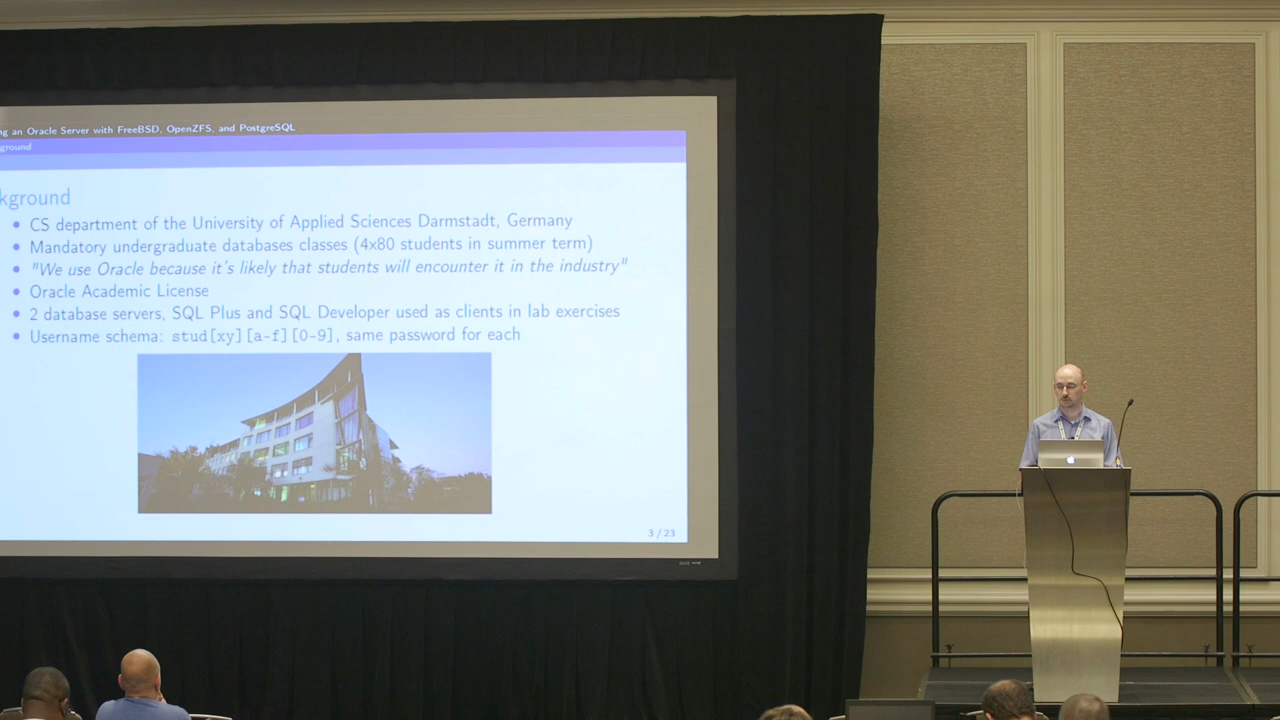 ng an Oracle Server with FreeBSD, OpenZFS, and PostgreSQL
ground
kground
• CS department of the University of Applied Sciences Darmstadt, Germany
• Mandatory undergraduate databases classes (4x80 students in summer term)
• "We use Oracle because it's likely that students will encounter it in the industry"
• Oracle Academic License
• 2 database servers, SQL Plus and SQL Developer used as clients in lab exercises
• Username schema: stud[xy][a-f][0-9], same password for each
3 / 23